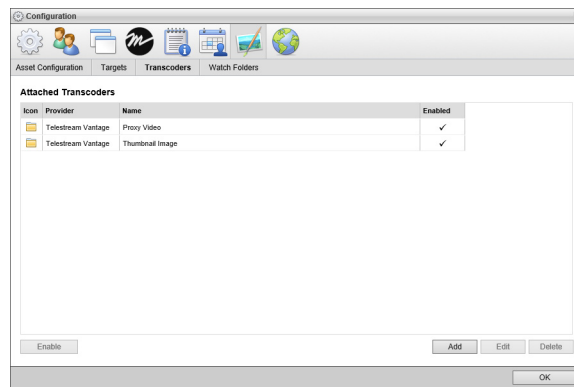 Configuration
Asset Configuration Targets Transcoders Watch Folders
Attached Transcoders
Icon Provider Name Enabled
Telestream Vantage Proxy Video
Telestream Vantage Thumbnail Image
Enable Add Edit Delete
OK